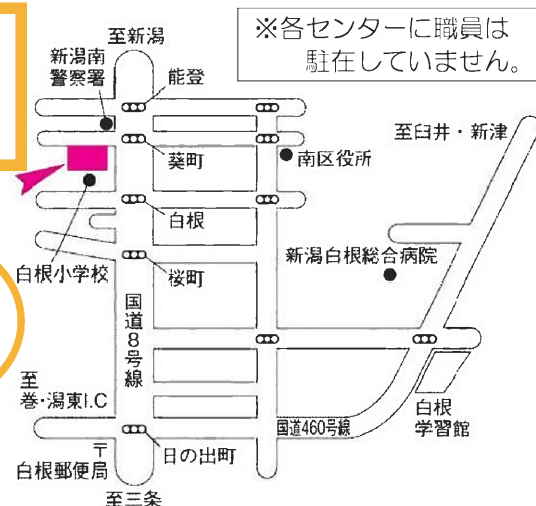 ※各センターに職員は
駐在していません。
至新潟
新潟南
警察署
能登
至臼井・新津
葵町
南区役所
白根
新潟白根総合病院
白根小学校
桜町
国道8号線
至
巻・潟東I.C
白根
学習館
国道460号線
〒
白根郵便局
日の出町
至三条